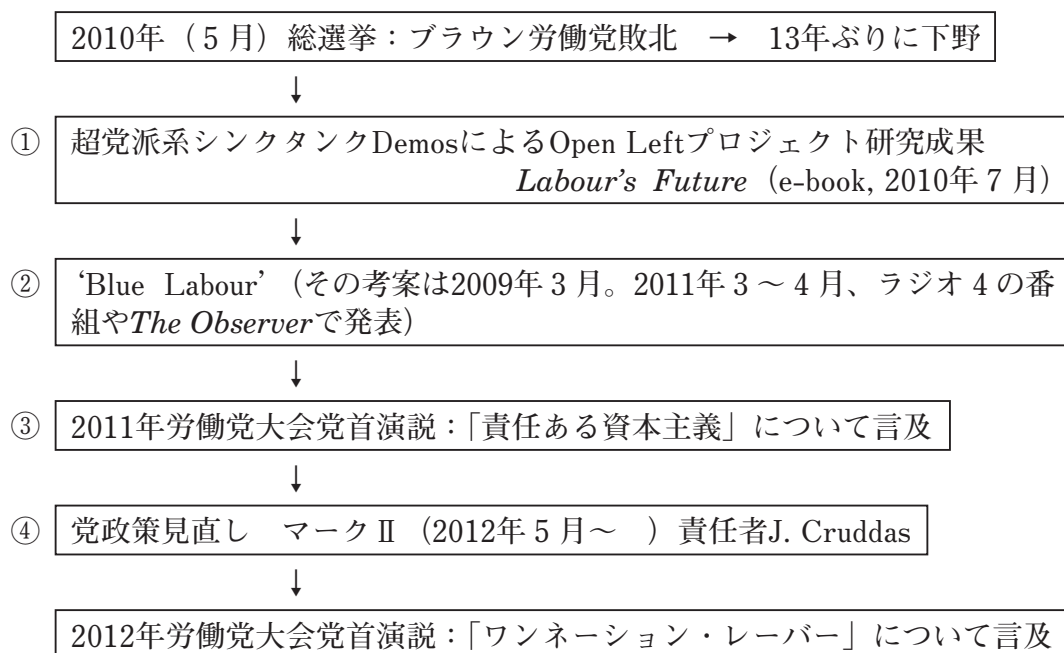 2010年（５月）総選挙：ブラウン労働党敗北　→　13年ぶりに下野
↓
① 超党派系シンクタンクDemosによるOpen Leftプロジェクト研究成果
Labour's Future（e-book, 2010年７月）
↓
② ‘Blue Labour’（その考案は2009年３月。2011年３～４月、ラジオ４の番
組やThe Observerで発表）
↓
③ 2011年労働党大会党首演説：「責任ある資本主義」について言及
↓
④ 党政策見直し　マークⅡ（2012年５月～　）責任者J. Cruddas
↓
2012年労働党大会党首演説：「ワンネーション・レーバー」について言及